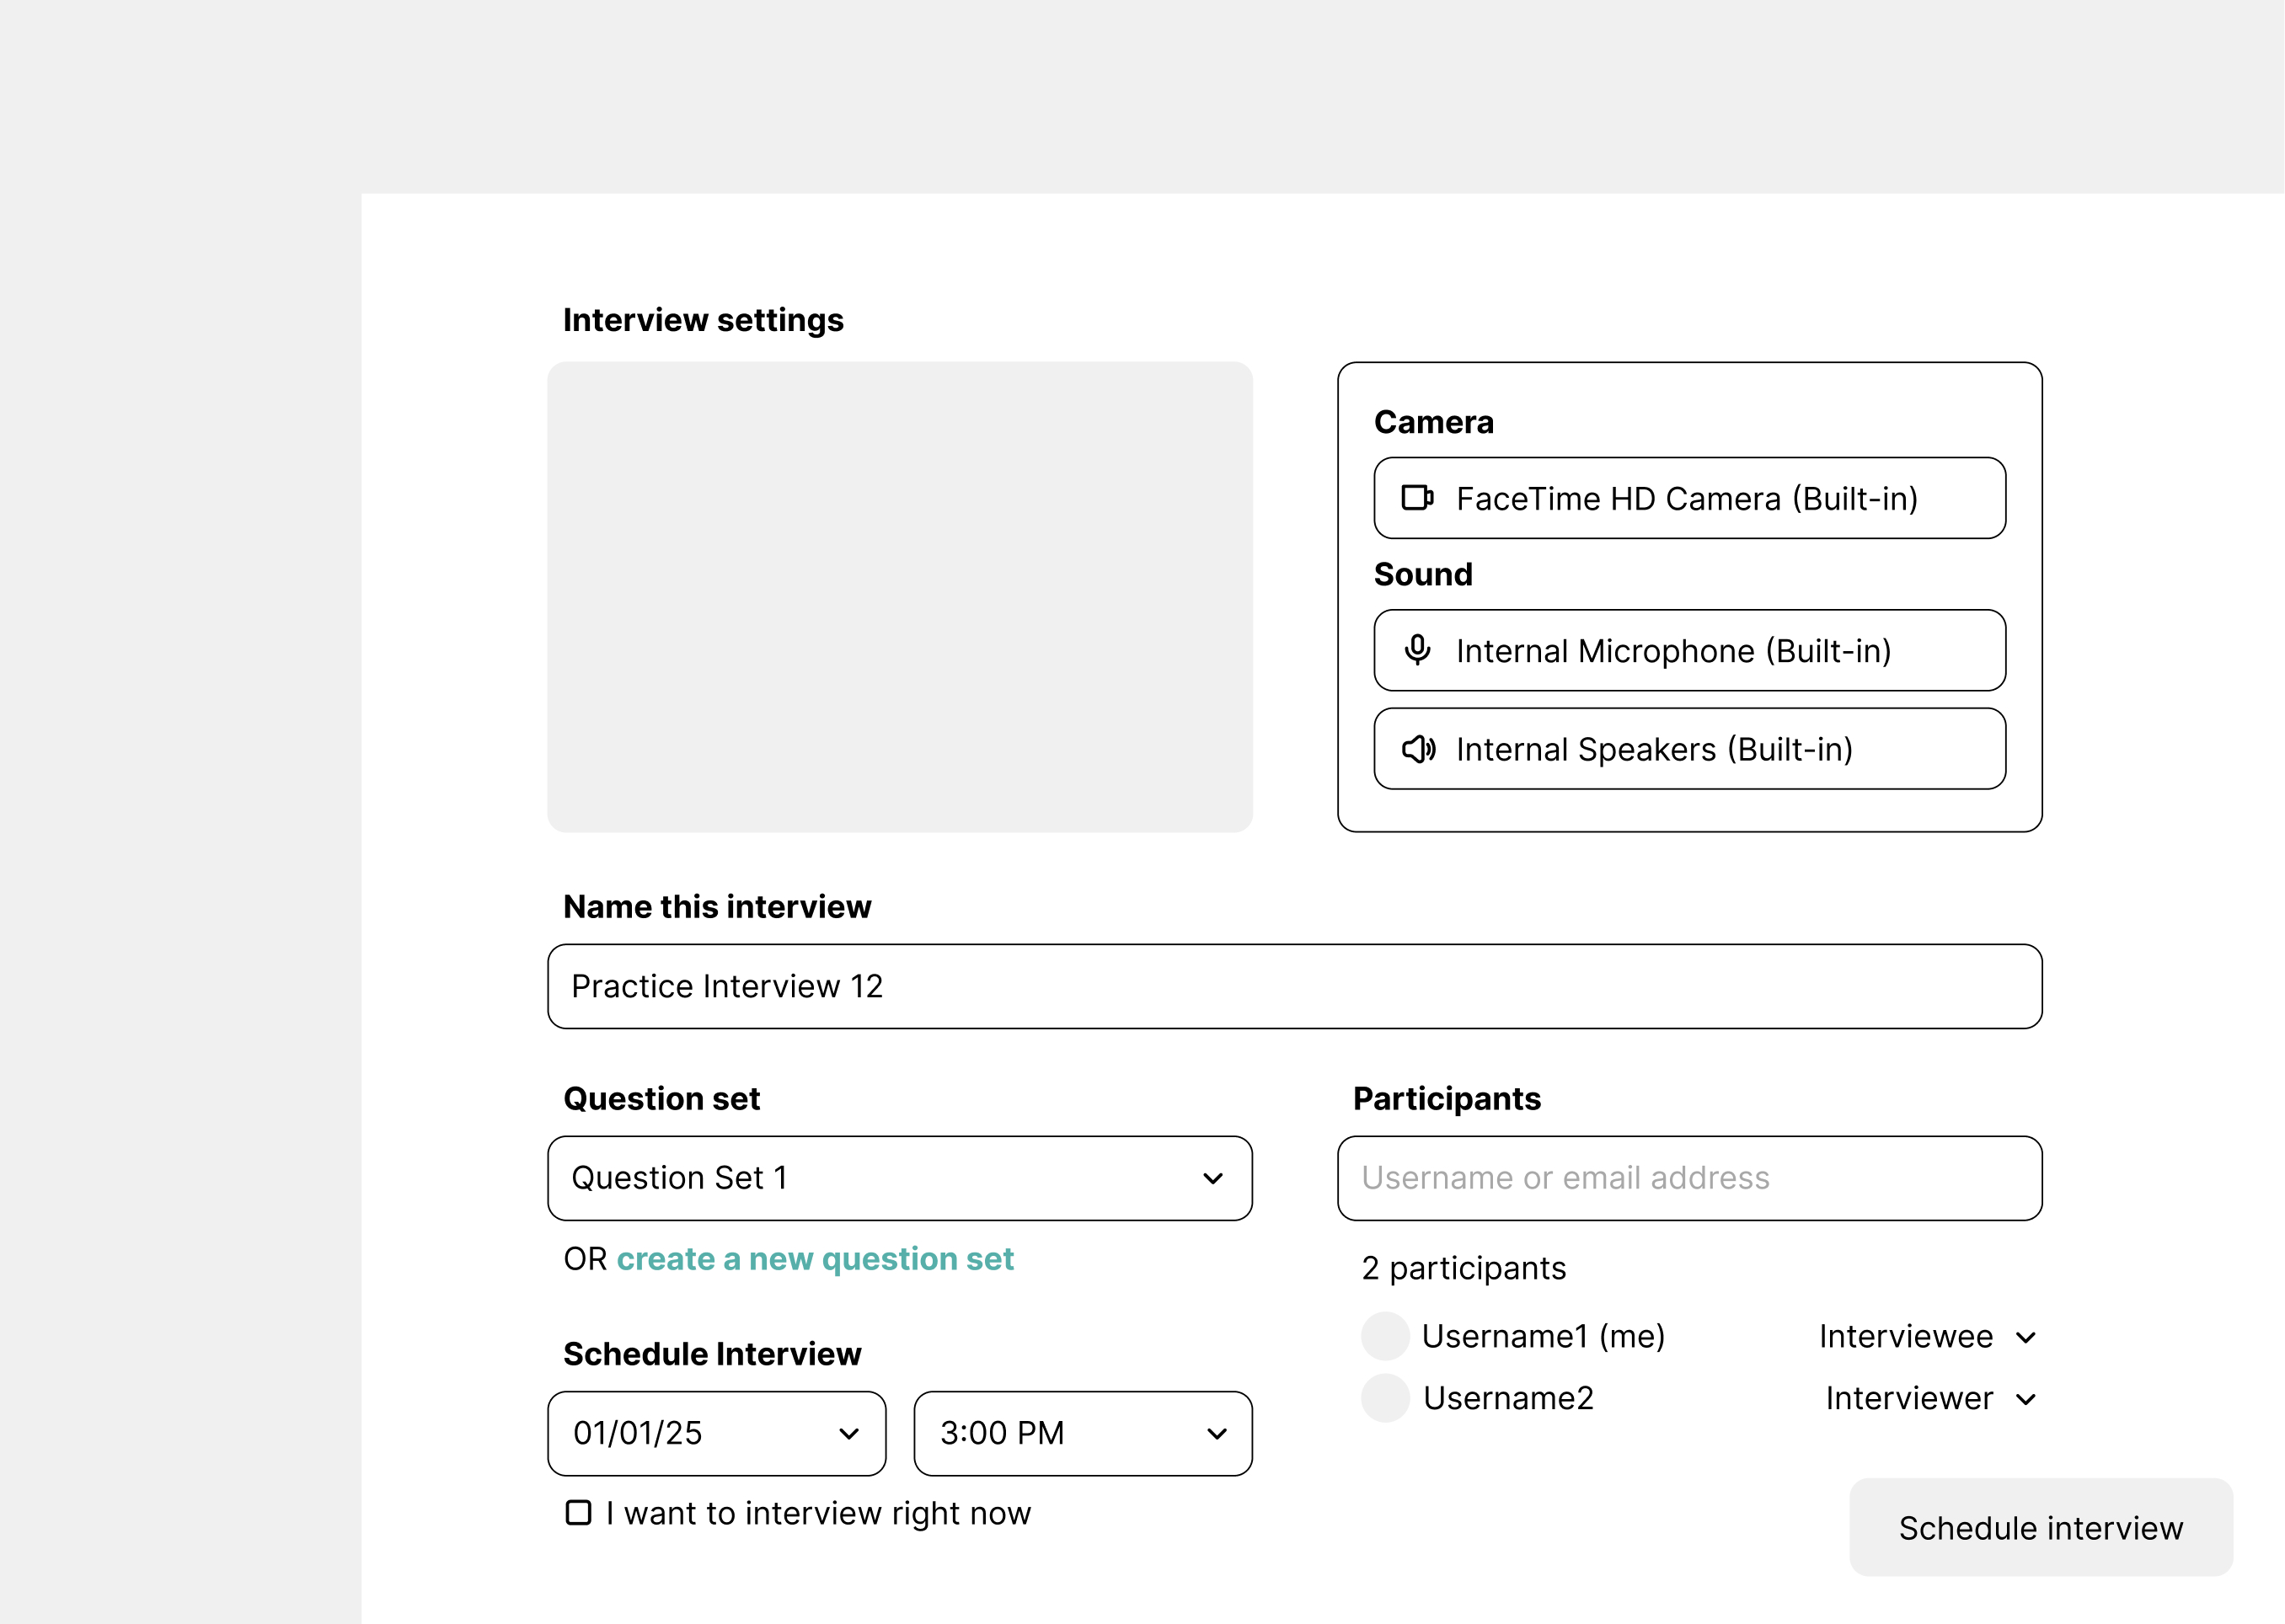 Interview settings
Camera
FaceTime HD Camera (Built-in)
Sound
Internal Microphone (Built-in)
Internal Speakers (Built-in)
Name this interview
Practice Interview 12
Question set
Question Set 1
OR create a new question set
Participants
Username or email address
2 participants
Username1 (me) Interviewee
Username2 Interviewer
Schedule Interview
01/01/25 3:00 PM
I want to interview right now
Schedule interview